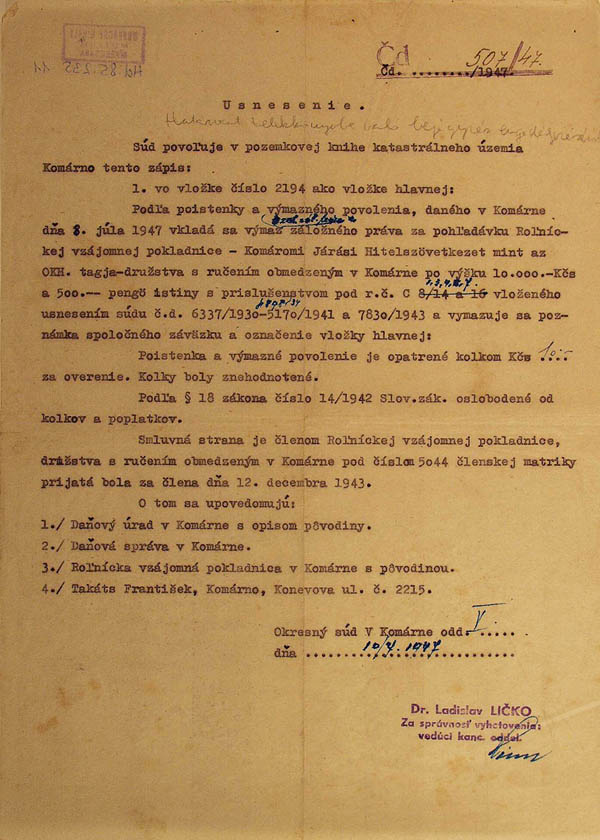 Hd 85.235 11
Čd 507/47.
Čd. ......../1947.
Usnesenie.
Súd povoľuje v pozemkovej knihe katastrálneho územia
Komárno tento zápis:
1. vo vložke číslo 2194 ako vložke hlavnej:
Podľa poistenky a výmazného povolenia, daného v Komárne
dňa 8. júla 1947 vkladá sa výmaz záložného práva za pohľadávku Roľníc-
kej vzájomnej pokladnice - Komáromi Járási Hitelszövetkezet mint az
OKH. tagja-družstva s ručením obmedzeným v Komárne po výšku 10.000.-Kčs
a 500.-- pengö istiny s príslušenstvom pod r.č. C 8/14 a 16 vloženého
usnesením súdu č.d. 6337/1930-5170/1941 a 7830/1943 a vymazuje sa poz-
námka spoločného záväzku a označenie vložky hlavnej:
Poistenka a výmazné povolenie je opatrené kolkom Kčs 10.-
za overenie. Kolky boly znehodnotené.
Podľa § 18 zákona číslo 14/1942 Slov.zák. oslobodené od
kolkov a poplatkov.
Smluvná strana je členom Roľníckej vzájomnej pokladnice,
družstva s ručením obmedzeným v Komárne pod číslom 5044 členskej matriky
prijatá bola za člena dňa 12. decembra 1943.
O tom sa upovedomujú:
1./ Daňový úrad v Komárne s opisom pôvodiny.
2./ Daňová správa v Komárne.
3./ Roľnícka vzájomná pokladnica v Komárne s pôvodinou.
4./ Takáts František, Komárno, Konevova ul. č. 2215.
Okresný súd V Komárne odd. V .....
dňa 10/X. 1947
Dr. Ladislav LIČKO
Za správnosť vyhotovenia:
vedúci kanc. oddel.